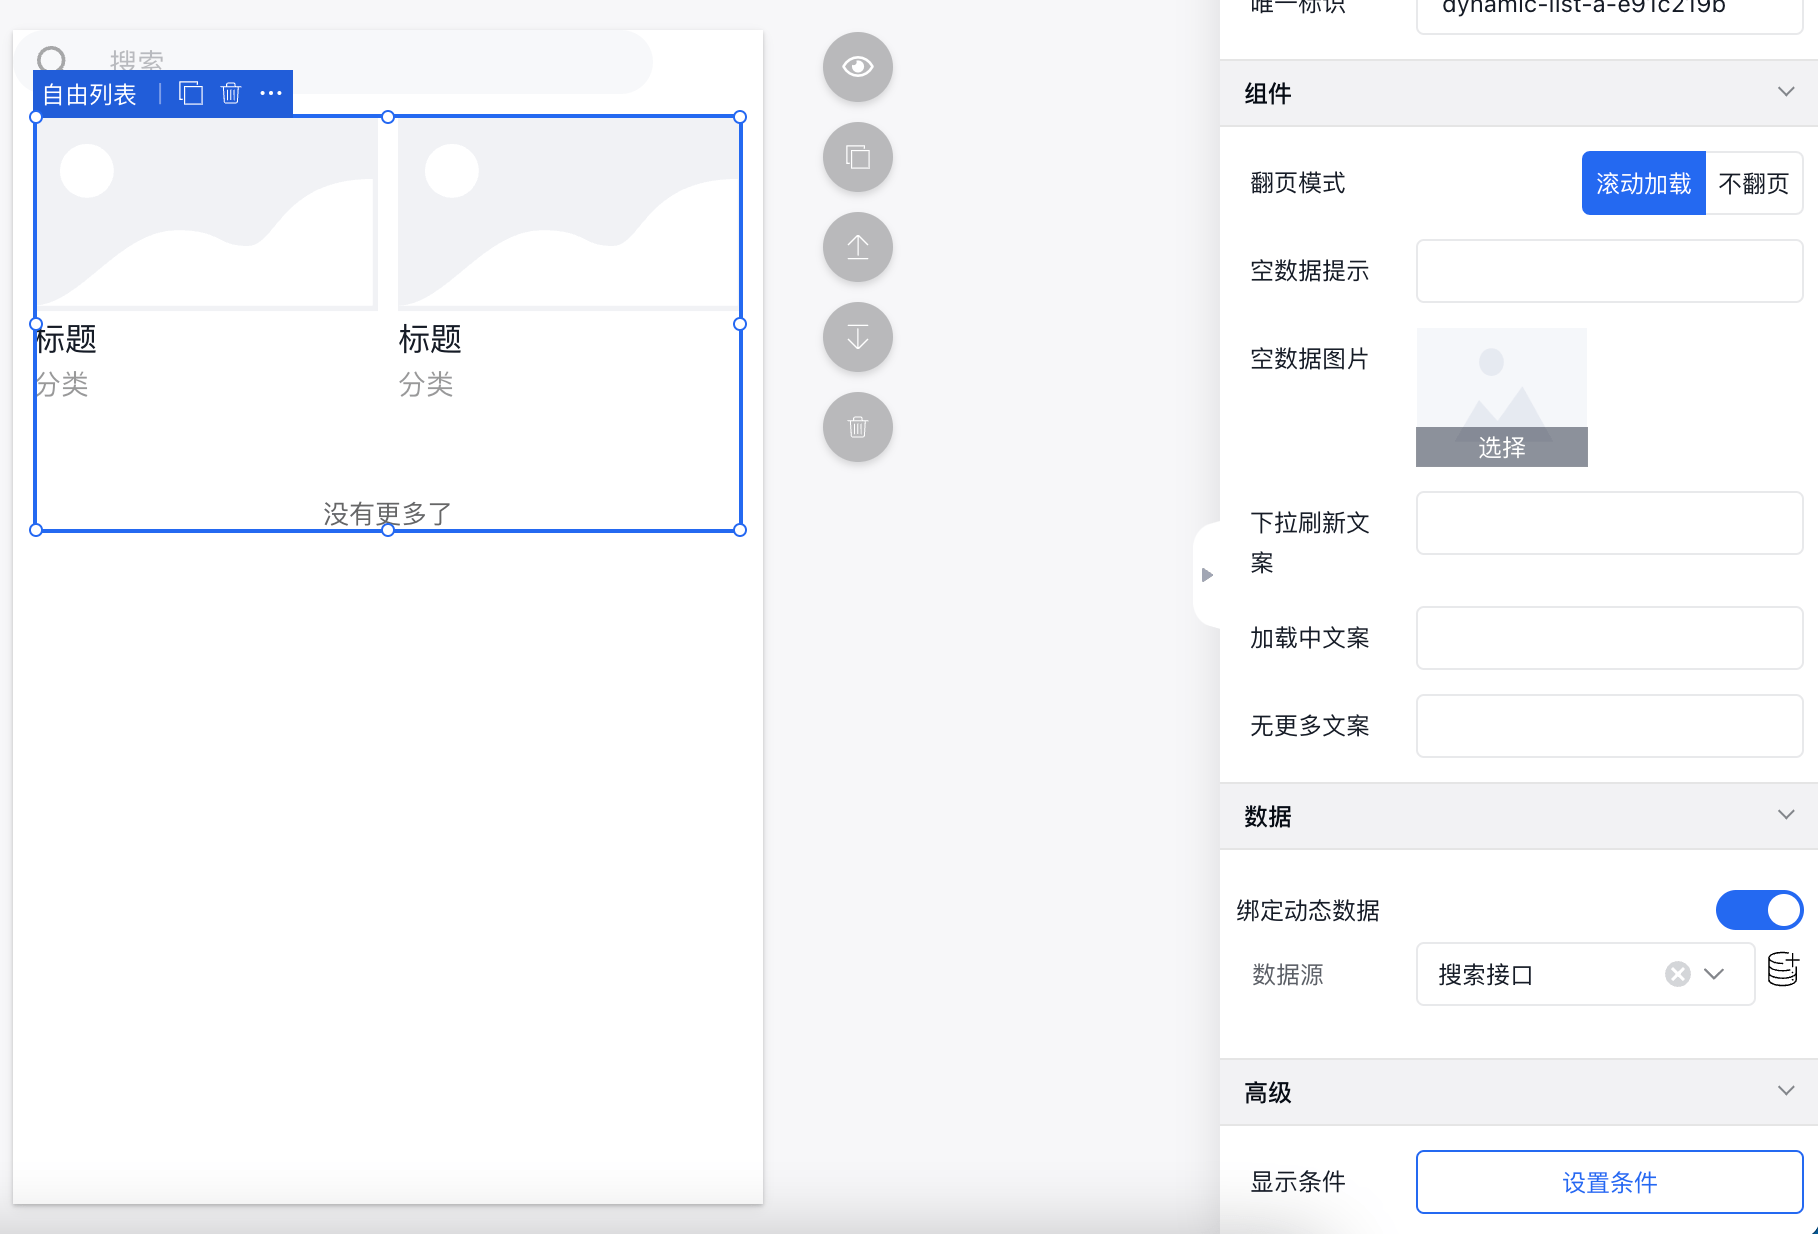 搜索
自由列表
标题
标题
分类
分类
没有更多了
唯一标识
dynamic-list-a-e91c219b
组件
翻页模式
滚动加载
不翻页
空数据提示
空数据图片
选择
下拉刷新文
案
加载中文案
无更多文案
数据
绑定动态数据
数据源
搜索接口
高级
显示条件
设置条件